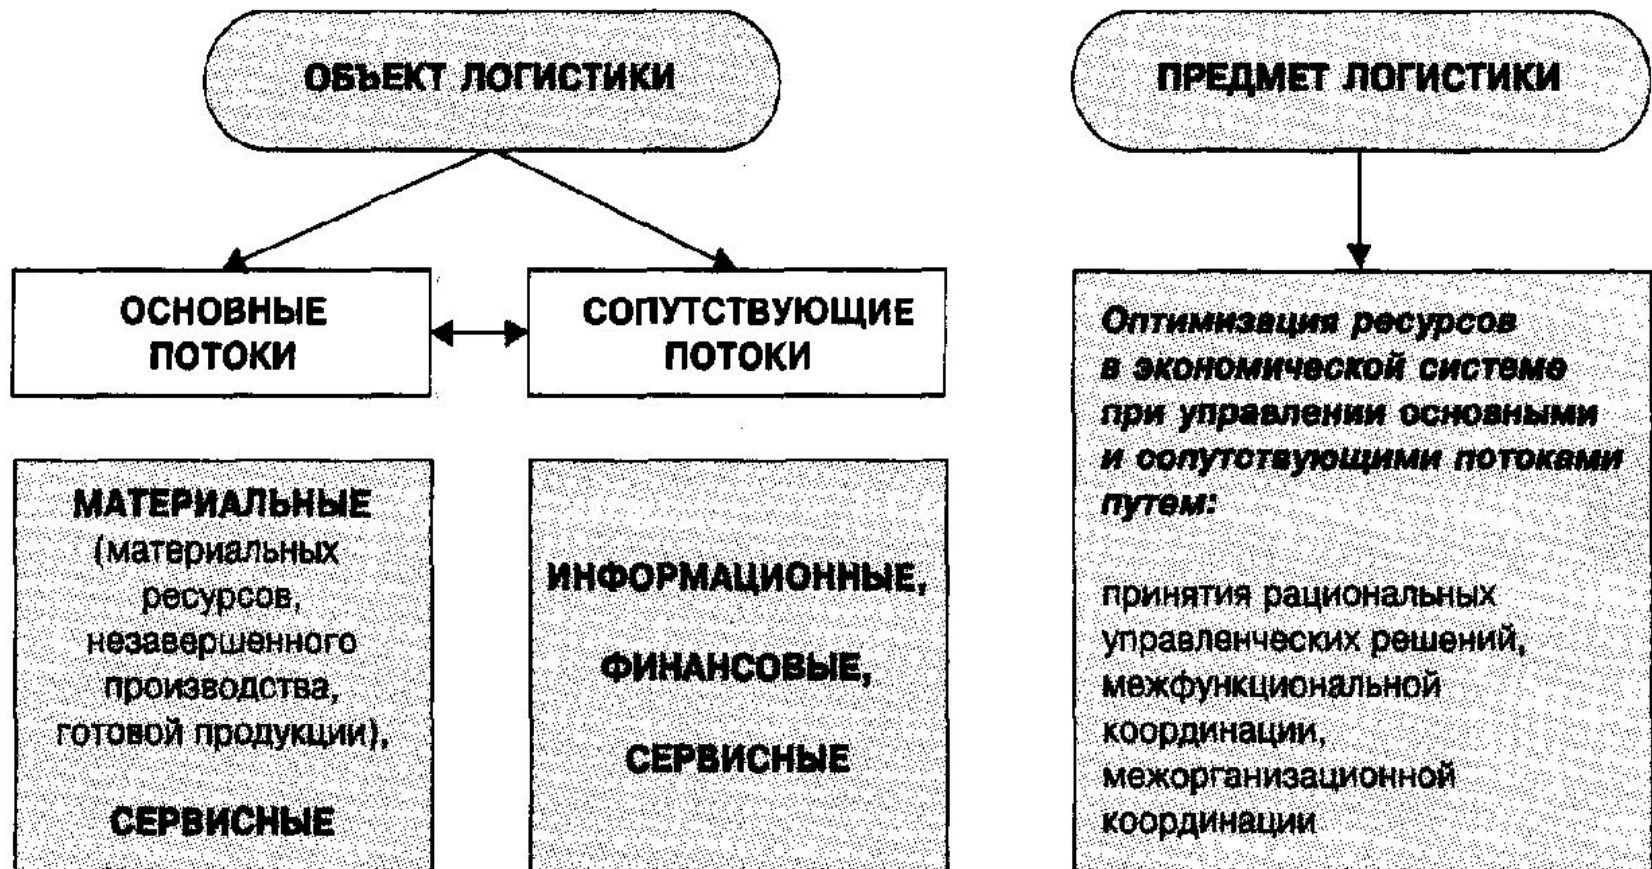 ОБЪЕКТ ЛОГИСТИКИ
ОСНОВНЫЕ
ПОТОКИ
СОПУТСТВУЮЩИЕ
ПОТОКИ
МАТЕРИАЛЬНЫЕ
(материальных
ресурсов,
незавершенного
производства,
готовой продукции),
СЕРВИСНЫЕ
ИНФОРМАЦИОННЫЕ,
ФИНАНСОВЫЕ,
СЕРВИСНЫЕ
ПРЕДМЕТ ЛОГИСТИКИ
Оптимизация ресурсов
в экономической системе
при управлении основными
и сопутствующими потоками
путем:
принятия рациональных
управленческих решений,
межфункциональной
координации,
межорганизационной
координации